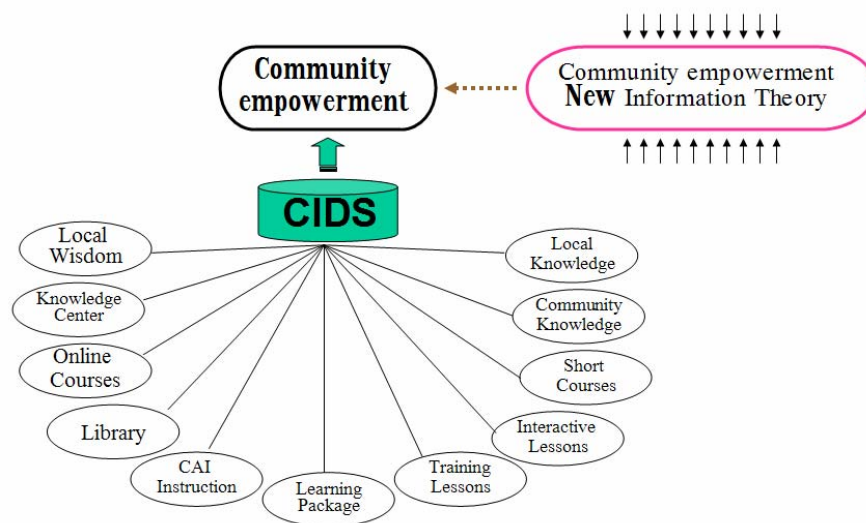 Community
empowerment
Community empowerment
New Information Theory
CIDS
Local
Wisdom
Knowledge
Center
Online
Courses
Library
CAI
Instruction
Learning
Package
Training
Lessons
Interactive
Lessons
Short
Courses
Community
Knowledge
Local
Knowledge